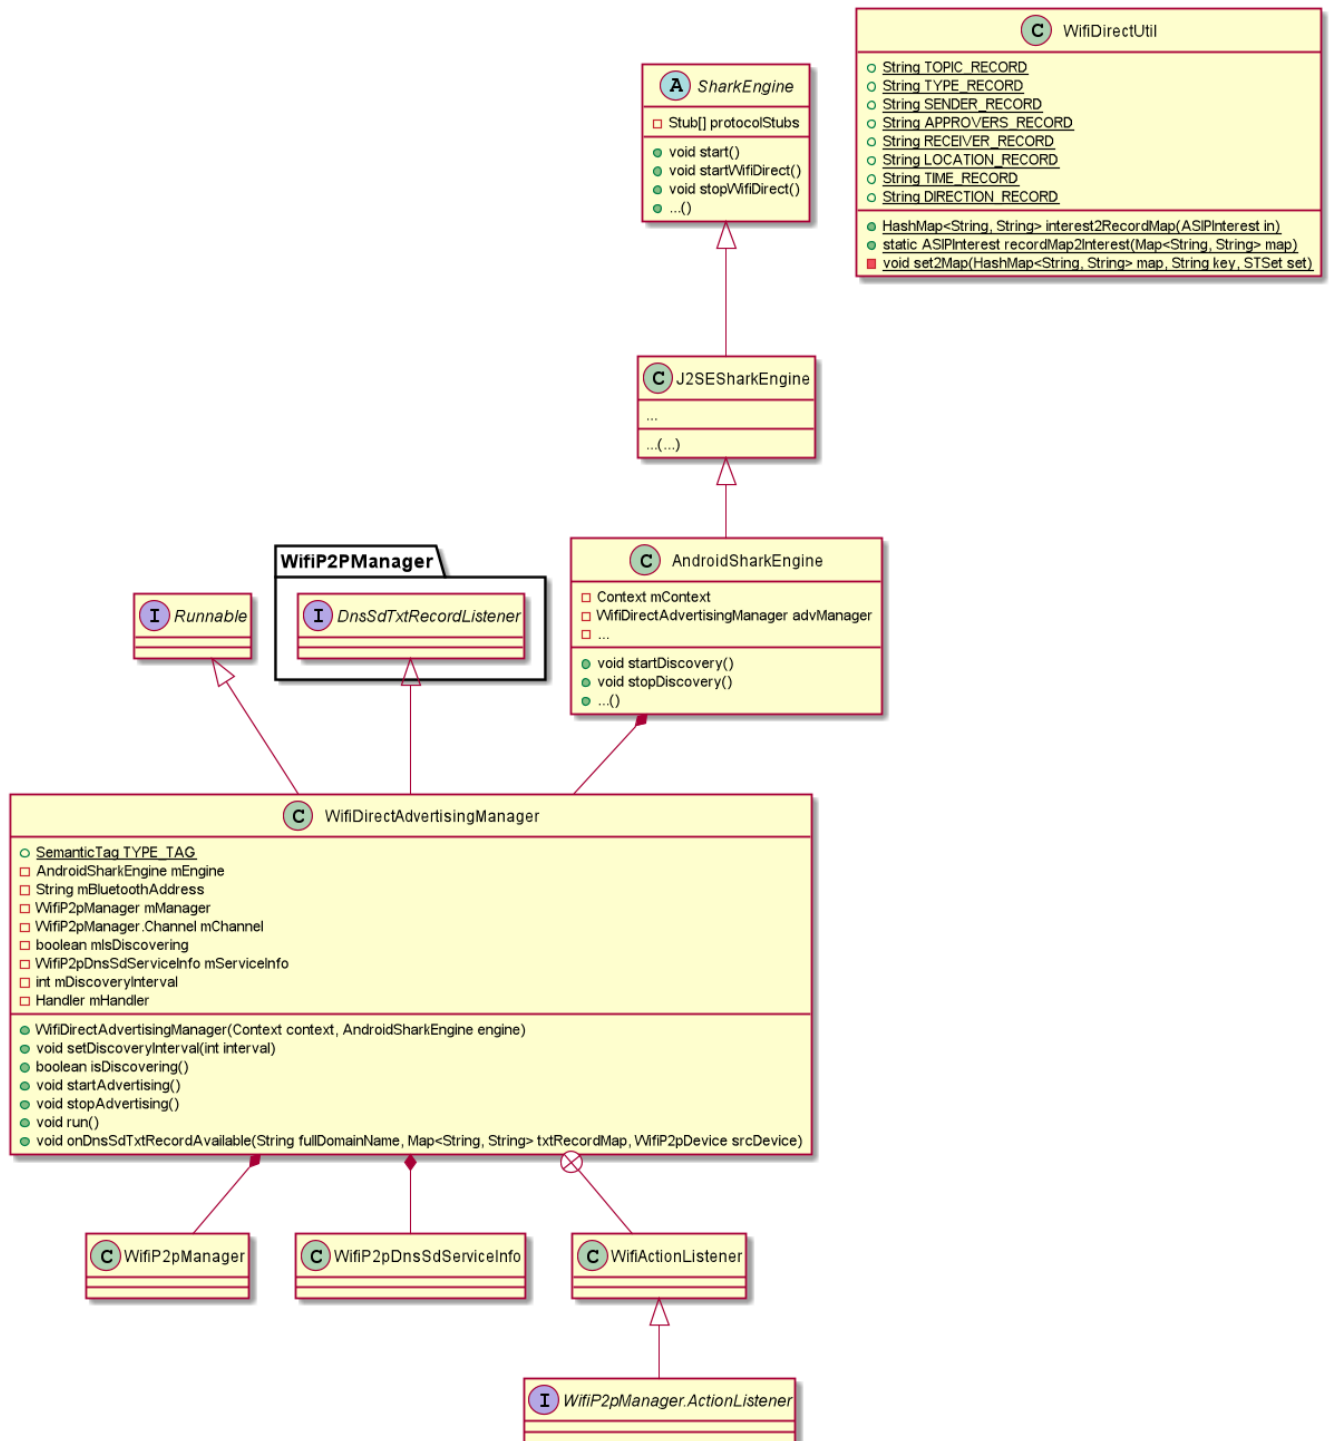 C WifiDirectUtil
String TOPIC_RECORD
String TYPE_RECORD
String SENDER_RECORD
String APPROVERS_RECORD
String RECEIVER_RECORD
String LOCATION_RECORD
String TIME_RECORD
String DIRECTION_RECORD
HashMap<String, String> interest2RecordMap(ASIPInterest in)
static ASIPInterest recordMap2Interest(Map<String, String> map)
void set2Map(HashMap<String, String> map, String key, STSet set)
A SharkEngine
Stub[] protocolStubs
void start()
void startWifiDirect()
void stopWifiDirect()
...()
C J2SESharkEngine
...
...(...)
WifiP2PManager
I Runnable
I DnsSdTxtRecordListener
C AndroidSharkEngine
Context mContext
WifiDirectAdvertisingManager advManager
...
void startDiscovery()
void stopDiscovery()
...()
C WifiDirectAdvertisingManager
SemanticTag TYPE_TAG
AndroidSharkEngine mEngine
String mBluetoothAddress
WifiP2pManager mManager
WifiP2pManager.Channel mChannel
boolean mIsDiscovering
WifiP2pDnsSdServiceInfo mServiceInfo
int mDiscoveryInterval
Handler mHandler
WifiDirectAdvertisingManager(Context context, AndroidSharkEngine engine)
void setDiscoveryInterval(int interval)
boolean isDiscovering()
void startAdvertising()
void stopAdvertising()
void run()
void onDnsSdTxtRecordAvailable(String fullDomainName, Map<String, String> txtRecordMap, WifiP2pDevice srcDevice)
C WifiP2pManager
C WifiP2pDnsSdServiceInfo
C WifiActionListener
I WifiP2pManager.ActionListener